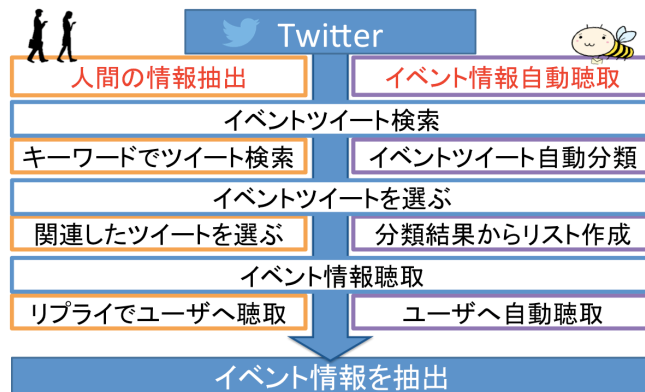 Twitter
人間の情報抽出
イベント情報自動聴取
イベントツイート検索
キーワードでツイート検索
イベントツイート自動分類
イベントツイートを選ぶ
関連したツイートを選ぶ
分類結果からリスト作成
イベント情報聴取
リプライでユーザへ聴取
ユーザへ自動聴取
イベント情報を抽出